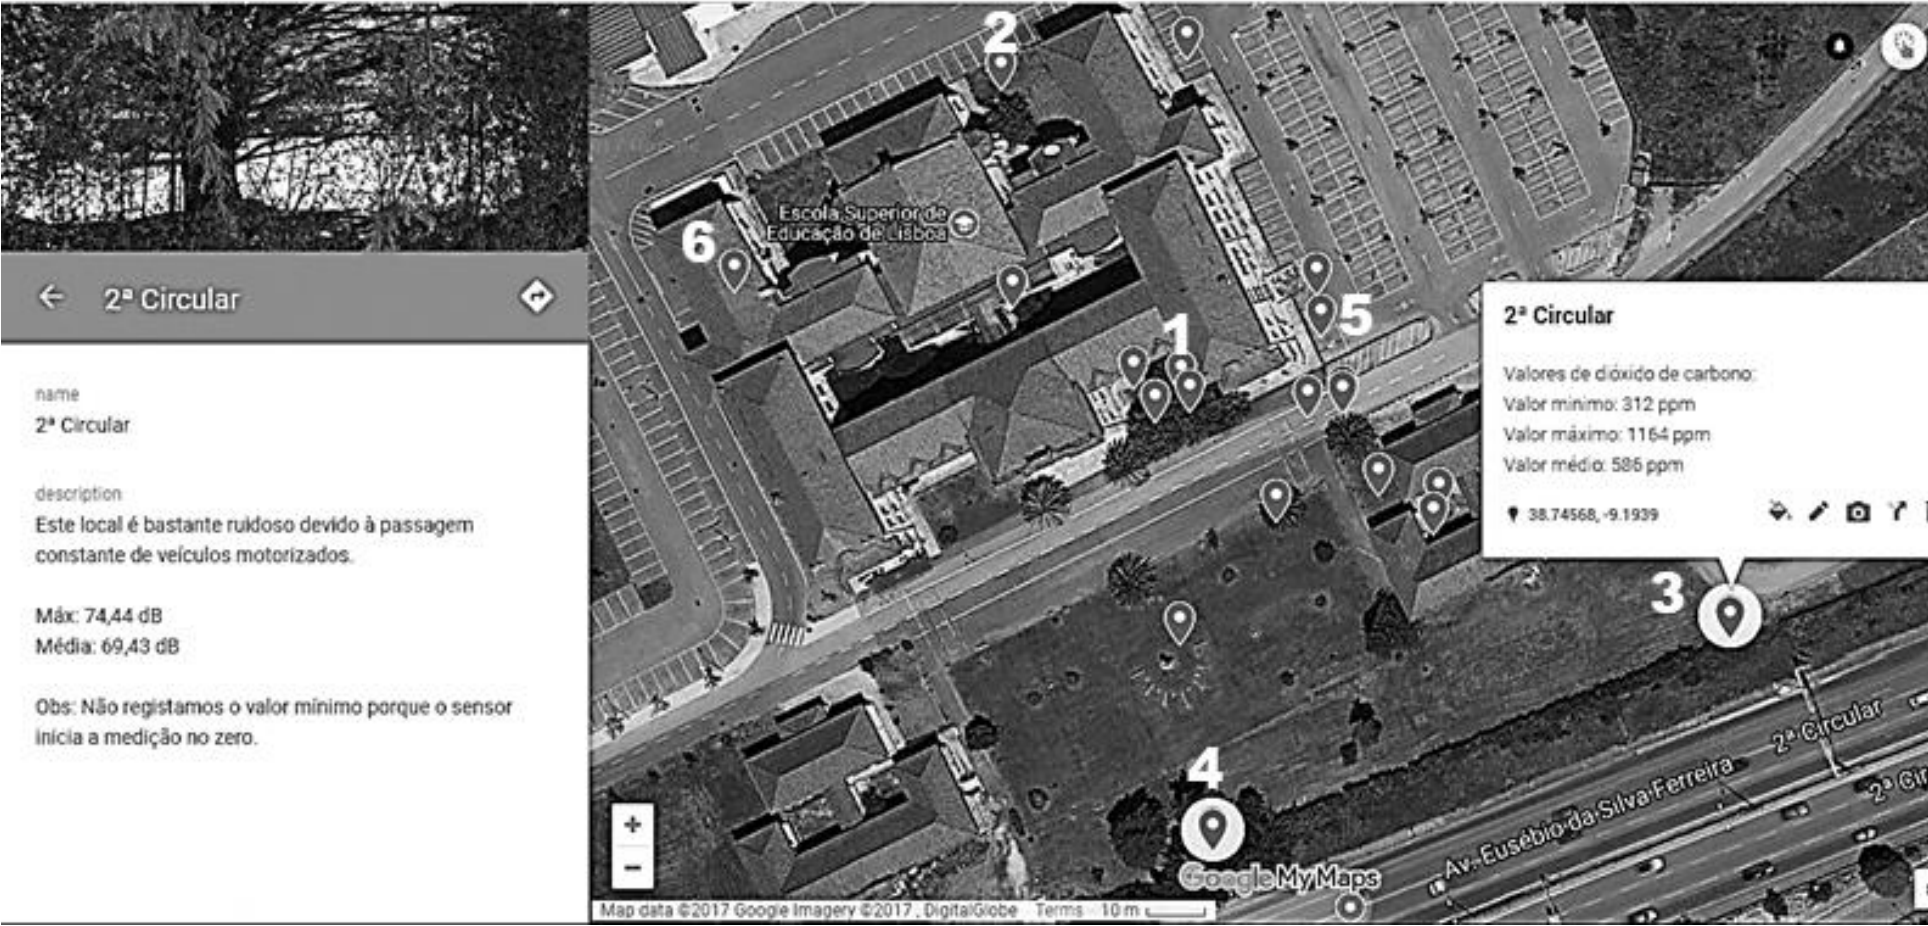 2ª Circular
name
2ª Circular
description
Este local é bastante ruidoso devido à passagem
constante de veículos motorizados.
Máx: 74,44 dB
Média: 69,43 dB
Obs: Não registamos o valor mínimo porque o sensor
inicia a medição no zero.
2
Escola Superior de
Educação de Lisboa
6
5
1
2ª Circular
Valores de dióxido de carbono:
Valor minimo: 312 ppm
Valor máximo: 1164 ppm
Valor médio: 586 ppm
38.74568, -9.1939
3
4
2ª Circular
Av. Eusébio da Silva Ferreira
2ª Cir
+
−
Google My Maps
Map data ©2017 Google Imagery ©2017 , DigitalGlobe Terms 10 m